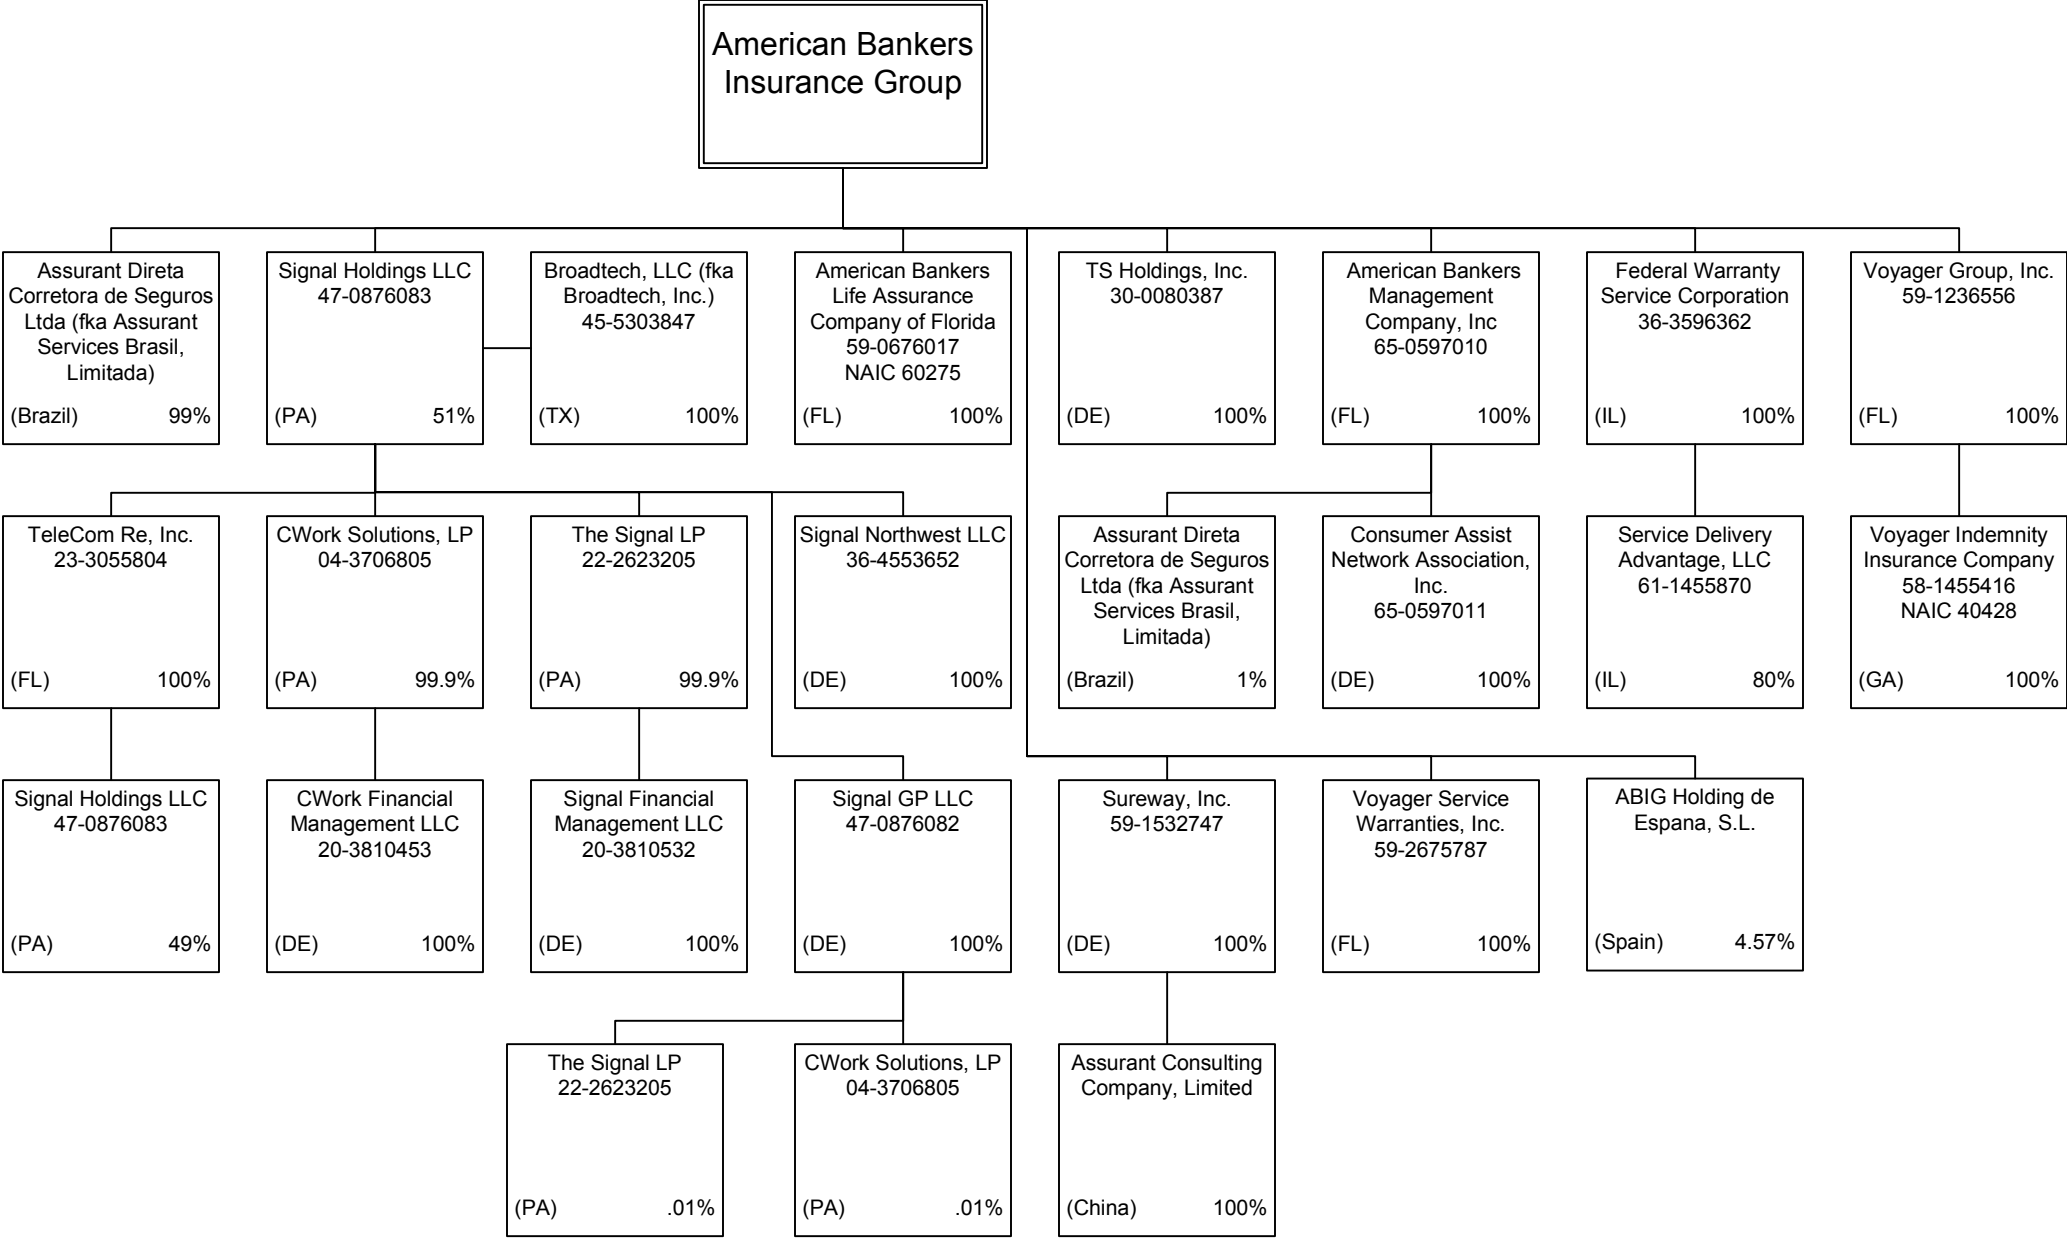 American Bankers
Insurance Group
Assurant Direta
Corretora de Seguros
Ltda (fka Assurant
Services Brasil,
Limitada)
(Brazil) 99%
Signal Holdings LLC
47-0876083
(PA) 51%
Broadtech, LLC (fka
Broadtech, Inc.)
45-5303847
(TX) 100%
American Bankers
Life Assurance
Company of Florida
59-0676017
NAIC 60275
(FL) 100%
TS Holdings, Inc.
30-0080387
(DE) 100%
American Bankers
Management
Company, Inc
65-0597010
(FL) 100%
Federal Warranty
Service Corporation
36-3596362
(IL) 100%
Voyager Group, Inc.
59-1236556
(FL) 100%
TeleCom Re, Inc.
23-3055804
(FL) 100%
CWork Solutions, LP
04-3706805
(PA) 99.9%
The Signal LP
22-2623205
(PA) 99.9%
Signal Northwest LLC
36-4553652
(DE) 100%
Assurant Direta
Corretora de Seguros
Ltda (fka Assurant
Services Brasil,
Limitada)
(Brazil) 1%
Consumer Assist
Network Association,
Inc.
65-0597011
(DE) 100%
Service Delivery
Advantage, LLC
61-1455870
(IL) 80%
Voyager Indemnity
Insurance Company
58-1455416
NAIC 40428
(GA) 100%
Signal Holdings LLC
47-0876083
(PA) 49%
CWork Financial
Management LLC
20-3810453
(DE) 100%
Signal Financial
Management LLC
20-3810532
(DE) 100%
Signal GP LLC
47-0876082
(DE) 100%
Sureway, Inc.
59-1532747
(DE) 100%
Voyager Service
Warranties, Inc.
59-2675787
(FL) 100%
ABIG Holding de
Espana, S.L.
(Spain) 4.57%
The Signal LP
22-2623205
(PA) .01%
CWork Solutions, LP
04-3706805
(PA) .01%
Assurant Consulting
Company, Limited
(China) 100%